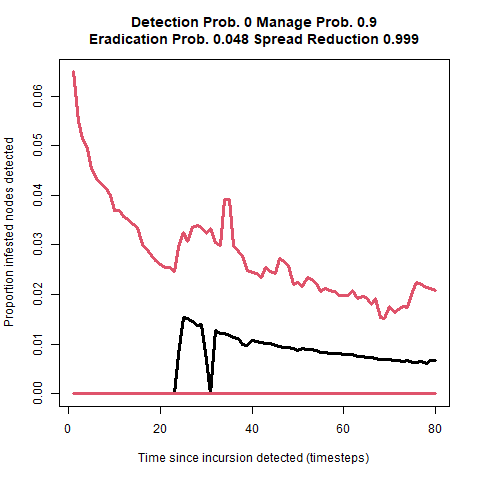 Detection Prob. 0 Manage Prob. 0.9
Eradication Prob. 0.048 Spread Reduction 0.999
Proportion infested nodes detected
0.06
0.05
0.04
0.03
0.02
0.01
0.00
0 20 40 60 80
Time since incursion detected (timesteps)